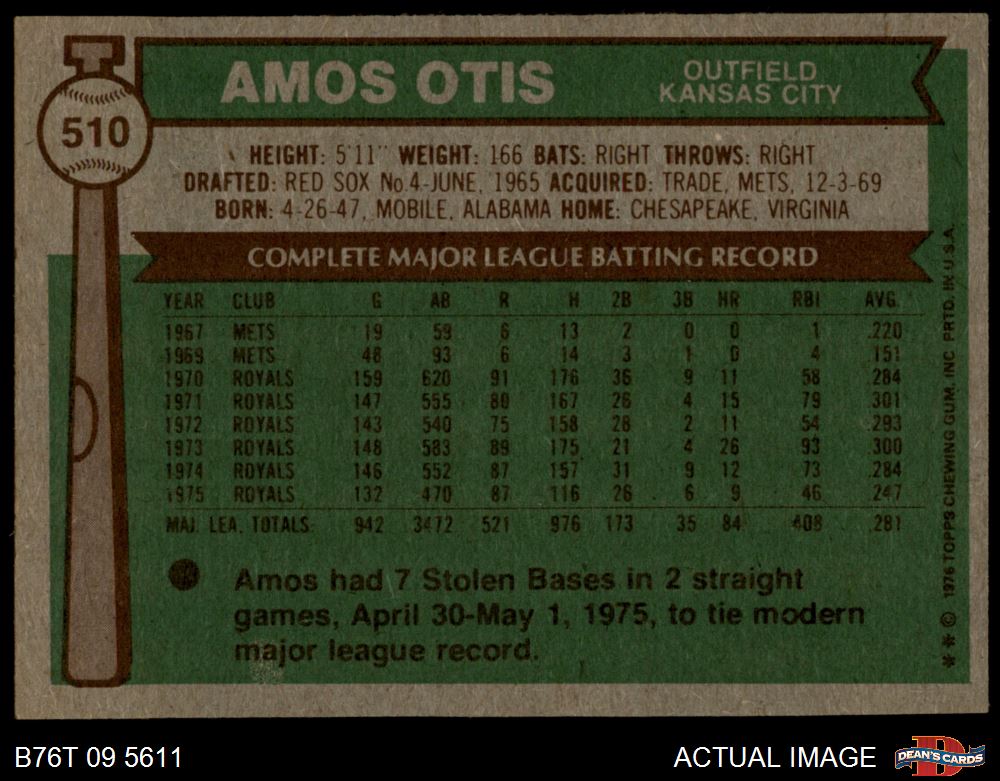 510
AMOS OTIS
OUTFIELD
KANSAS CITY
HEIGHT: 5'11" WEIGHT: 166 BATS: RIGHT THROWS: RIGHT
DRAFTED: RED SOX No.4-JUNE, 1965 ACQUIRED: TRADE, METS, 12-3-69
BORN: 4-26-47, MOBILE, ALABAMA HOME: CHESAPEAKE, VIRGINIA
COMPLETE MAJOR LEAGUE BATTING RECORD
YEAR CLUB G AB R H 2B 3B HR RBI AVG.
1967 METS 19 59 6 13 2 0 0 1 .220
1969 METS 48 93 6 14 3 1 0 4 .151
1970 ROYALS 159 620 91 176 36 9 11 58 .284
1971 ROYALS 147 555 80 167 26 4 15 79 .301
1972 ROYALS 143 540 75 158 28 2 11 54 .293
1973 ROYALS 148 583 89 175 21 4 26 93 .300
1974 ROYALS 146 552 87 157 31 9 12 73 .284
1975 ROYALS 132 470 87 116 26 6 9 46 .247
MAJ. LEA. TOTALS 942 3472 521 976 173 35 84 408 .281
Amos had 7 Stolen Bases in 2 straight
games, April 30-May 1, 1975, to tie modern
major league record.
** © 1976 TOPPS CHEWING GUM, INC. PRTD. IN U.S.A.
B76T 09 5611
ACTUAL IMAGE
D
DEAN'S CARDS